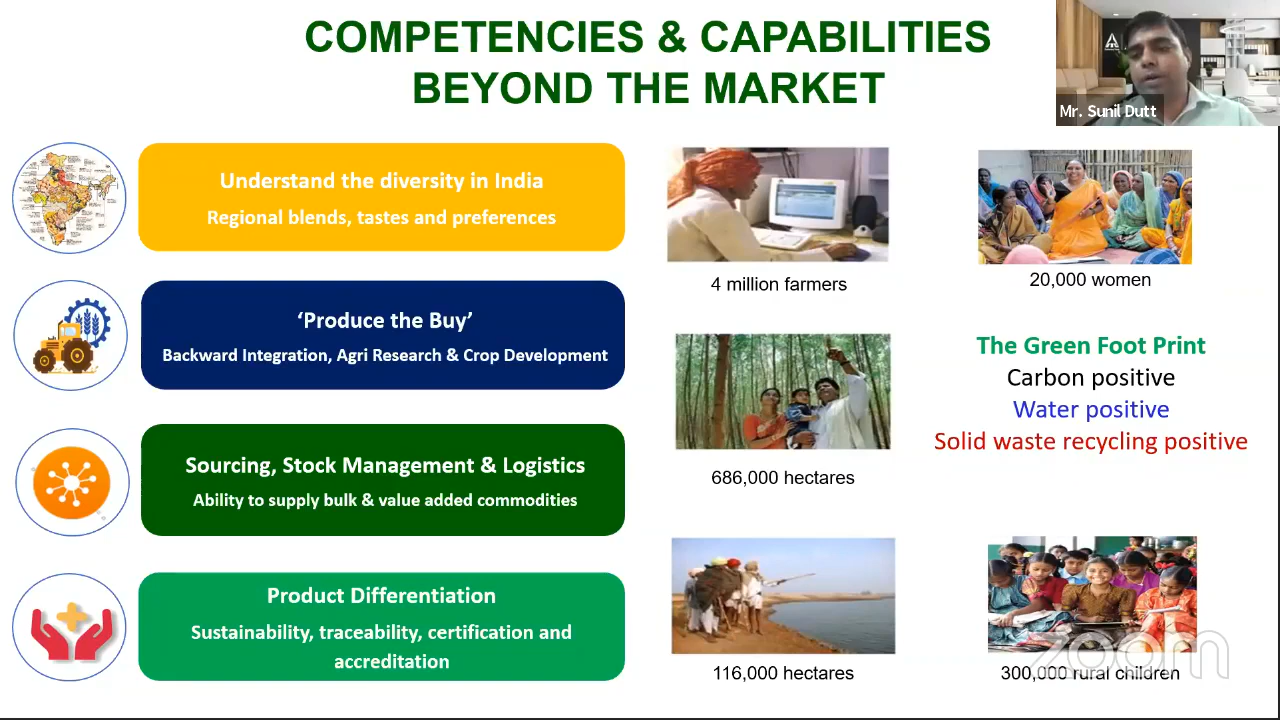 COMPETENCIES & CAPABILITIES
BEYOND THE MARKET
Mr. Sunil Dutt
Understand the diversity in India
Regional blends, tastes and preferences
‘Produce the Buy’
Backward Integration, Agri Research & Crop Development
Sourcing, Stock Management & Logistics
Ability to supply bulk & value added commodities
Product Differentiation
Sustainability, traceability, certification and
accreditation
4 million farmers
20,000 women
The Green Foot Print
Carbon positive
Water positive
Solid waste recycling positive
686,000 hectares
116,000 hectares
300,000 rural children
zoom